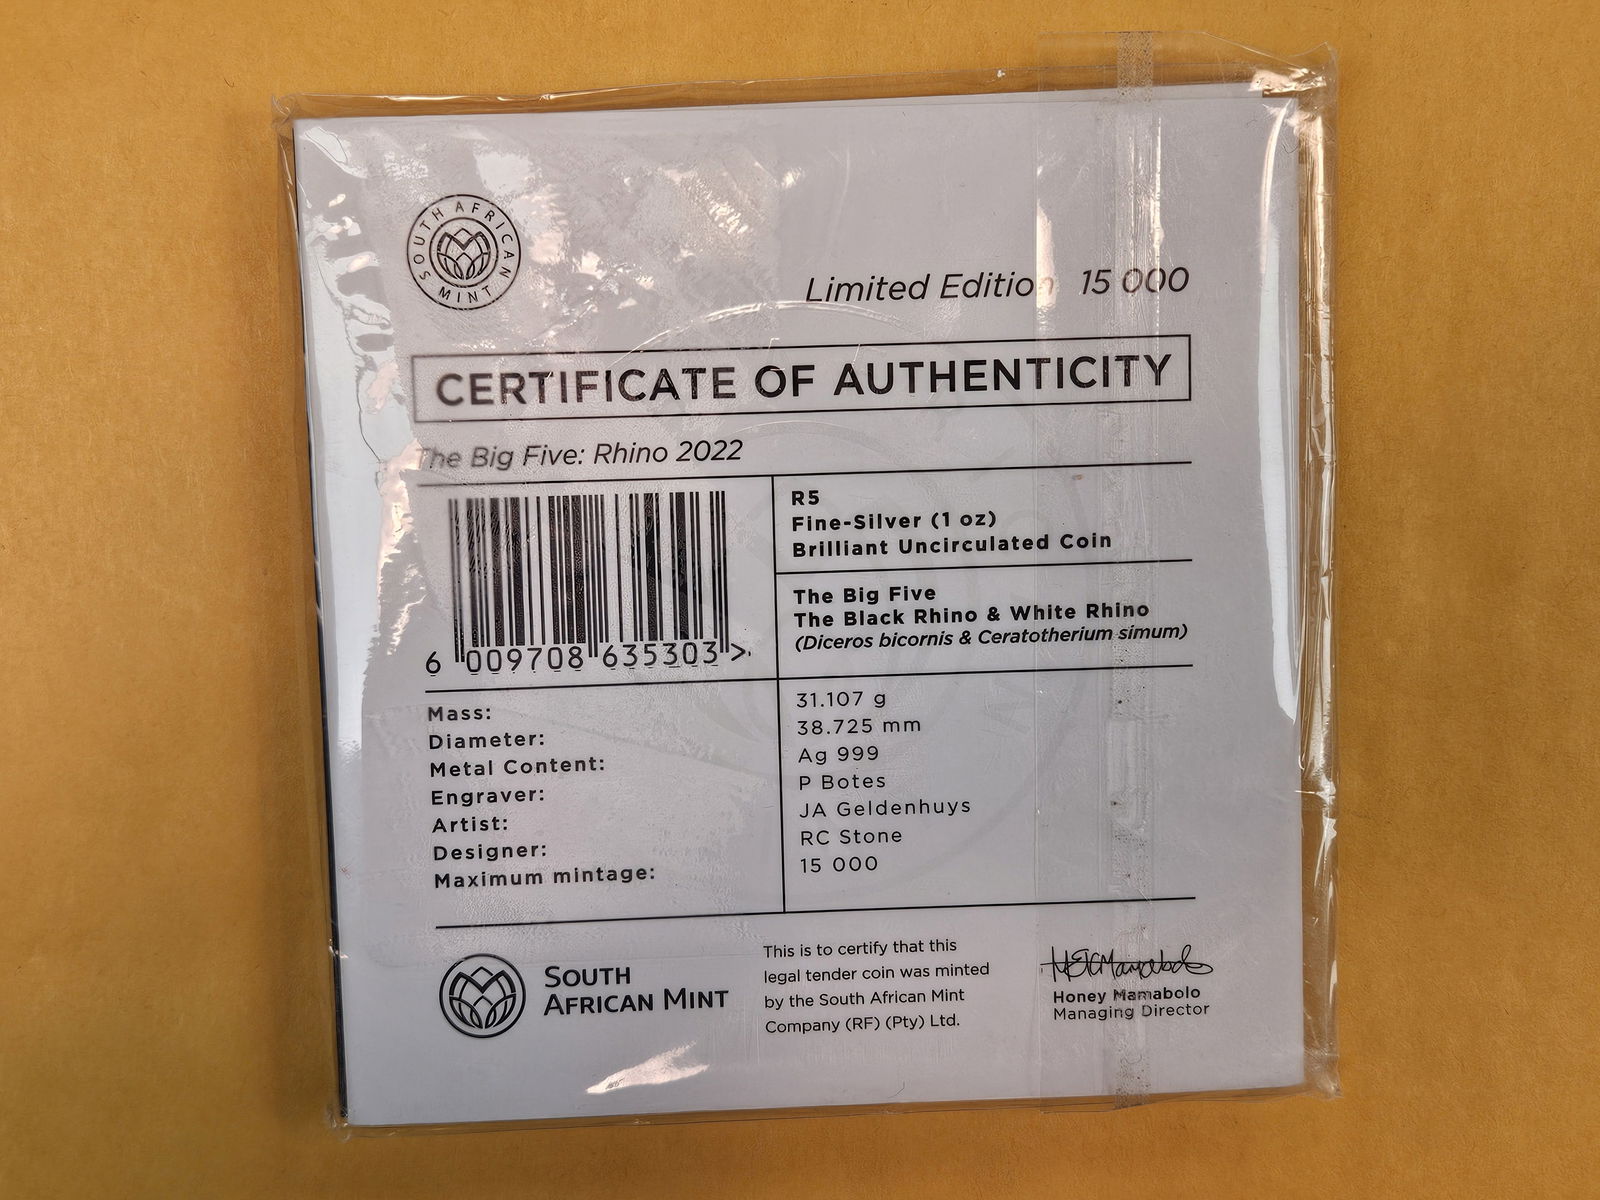 SOUTH AFRICAN MINT
Limited Edition 15 000
CERTIFICATE OF AUTHENTICITY
The Big Five: Rhino 2022
R5
Fine-Silver (1 oz)
Brilliant Uncirculated Coin
The Big Five
The Black Rhino & White Rhino
(Diceros bicornis & Ceratotherium simum)
6 009708 635303 >
Mass: 31.107 g
Diameter: 38.725 mm
Metal Content: Ag 999
Engraver: P Botes
Artist: JA Geldenhuys
Designer: RC Stone
Maximum mintage: 15 000
SOUTH
AFRICAN MINT
This is to certify that this
legal tender coin was minted
by the South African Mint
Company (RF) (Pty) Ltd.
HEKMamabolo
Honey Mamabolo
Managing Director